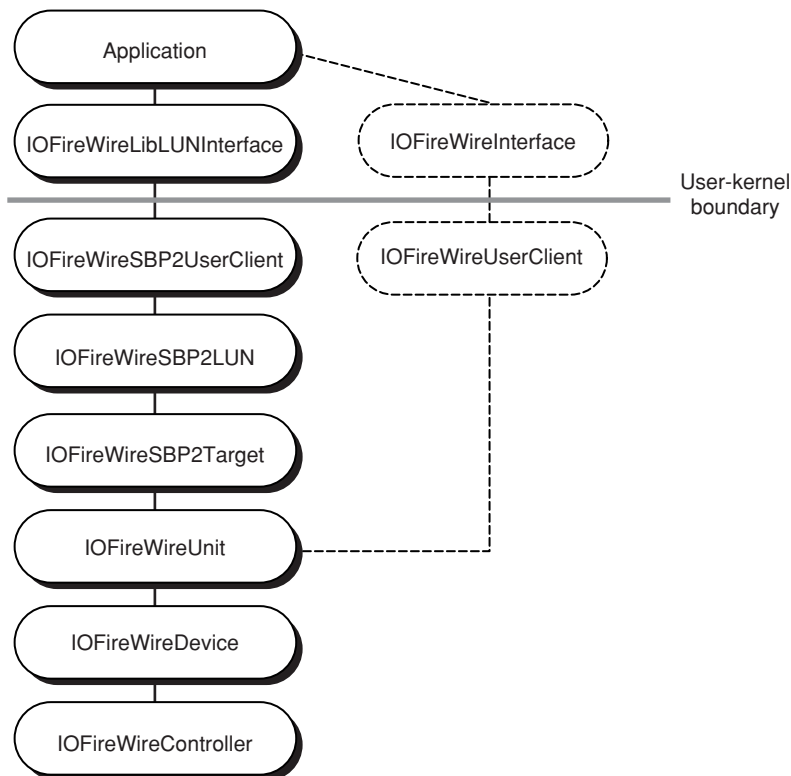 Application
IOFireWireLibLUNInterface
IOFireWireInterface
User-kernel
boundary
IOFireWireSBP2UserClient
IOFireWireUserClient
IOFireWireSBP2LUN
IOFireWireSBP2Target
IOFireWireUnit
IOFireWireDevice
IOFireWireController